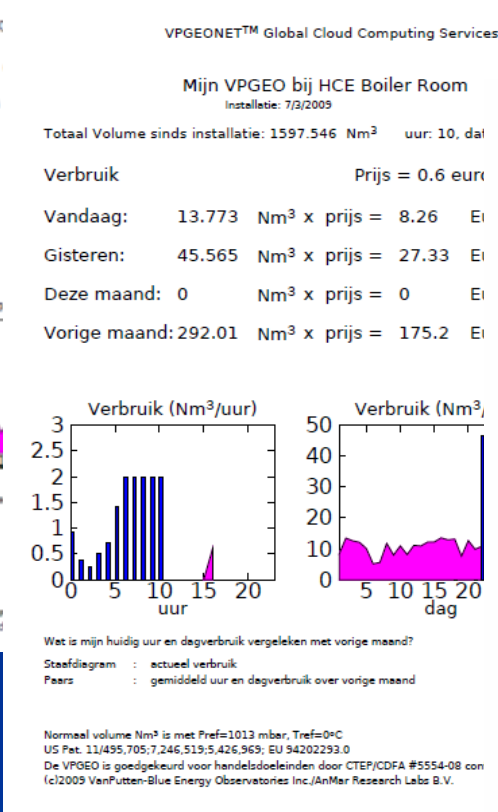 VPGEONET™ Global Cloud Computing Services
Mijn VPGEO bij HCE Boiler Room
Installatie: 7/3/2009
Totaal Volume sinds installatie: 1597.546 Nm³ uur: 10, dat
Verbruik Prijs = 0.6 euro
Vandaag: 13.773 Nm³ x prijs = 8.26 Eu
Gisteren: 45.565 Nm³ x prijs = 27.33 Eu
Deze maand: 0 Nm³ x prijs = 0 Eu
Vorige maand: 292.01 Nm³ x prijs = 175.2 Eu
Verbruik (Nm³/uur) Verbruik (Nm³/
3 50
2.5 40
2 30
1.5 20
1 10
0.5 0
0
0 5 10 15 20 5 10 15 20
uur dag
Wat is mijn huidig uur en dagverbruik vergeleken met vorige maand?
Staafdiagram : actueel verbruik
Paars : gemiddeld uur en dagverbruik over vorige maand
Normaal volume Nm³ is met Pref=1013 mbar, Tref=0ºC
US Pat. 11/495,705;7,246,519;5,426,969; EU 94202293.0
De VPGEO is goedgekeurd voor handelsdoeleinden door CTEP/CDFA #5554-08 com
(c)2009 VanPutten-Blue Energy Observatories Inc./AnMar Research Labs B.V.